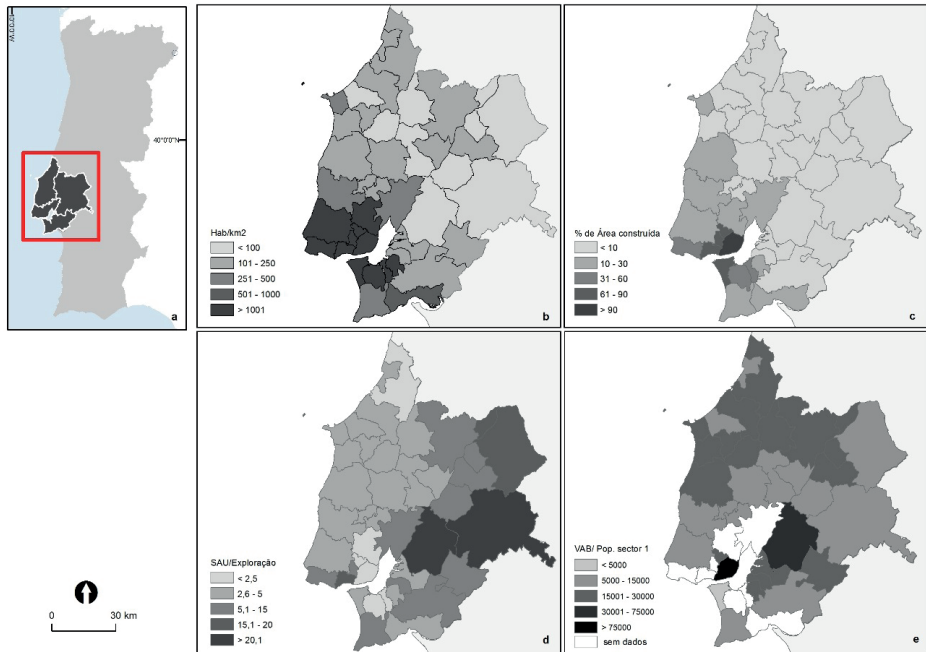 40°0'0"N
a
Hab/km2
< 100
101 - 250
251 - 500
501 - 1000
> 1001
b
% de Área construída
< 10
10 - 30
31 - 60
61 - 90
> 90
c
0 30 km
SAU/Exploração
< 2,5
2,6 - 5
5,1 - 15
15,1 - 20
> 20,1
d
VAB/ Pop. sector 1
< 5000
5000 - 15000
15001 - 30000
30001 - 75000
> 75000
sem dados
e